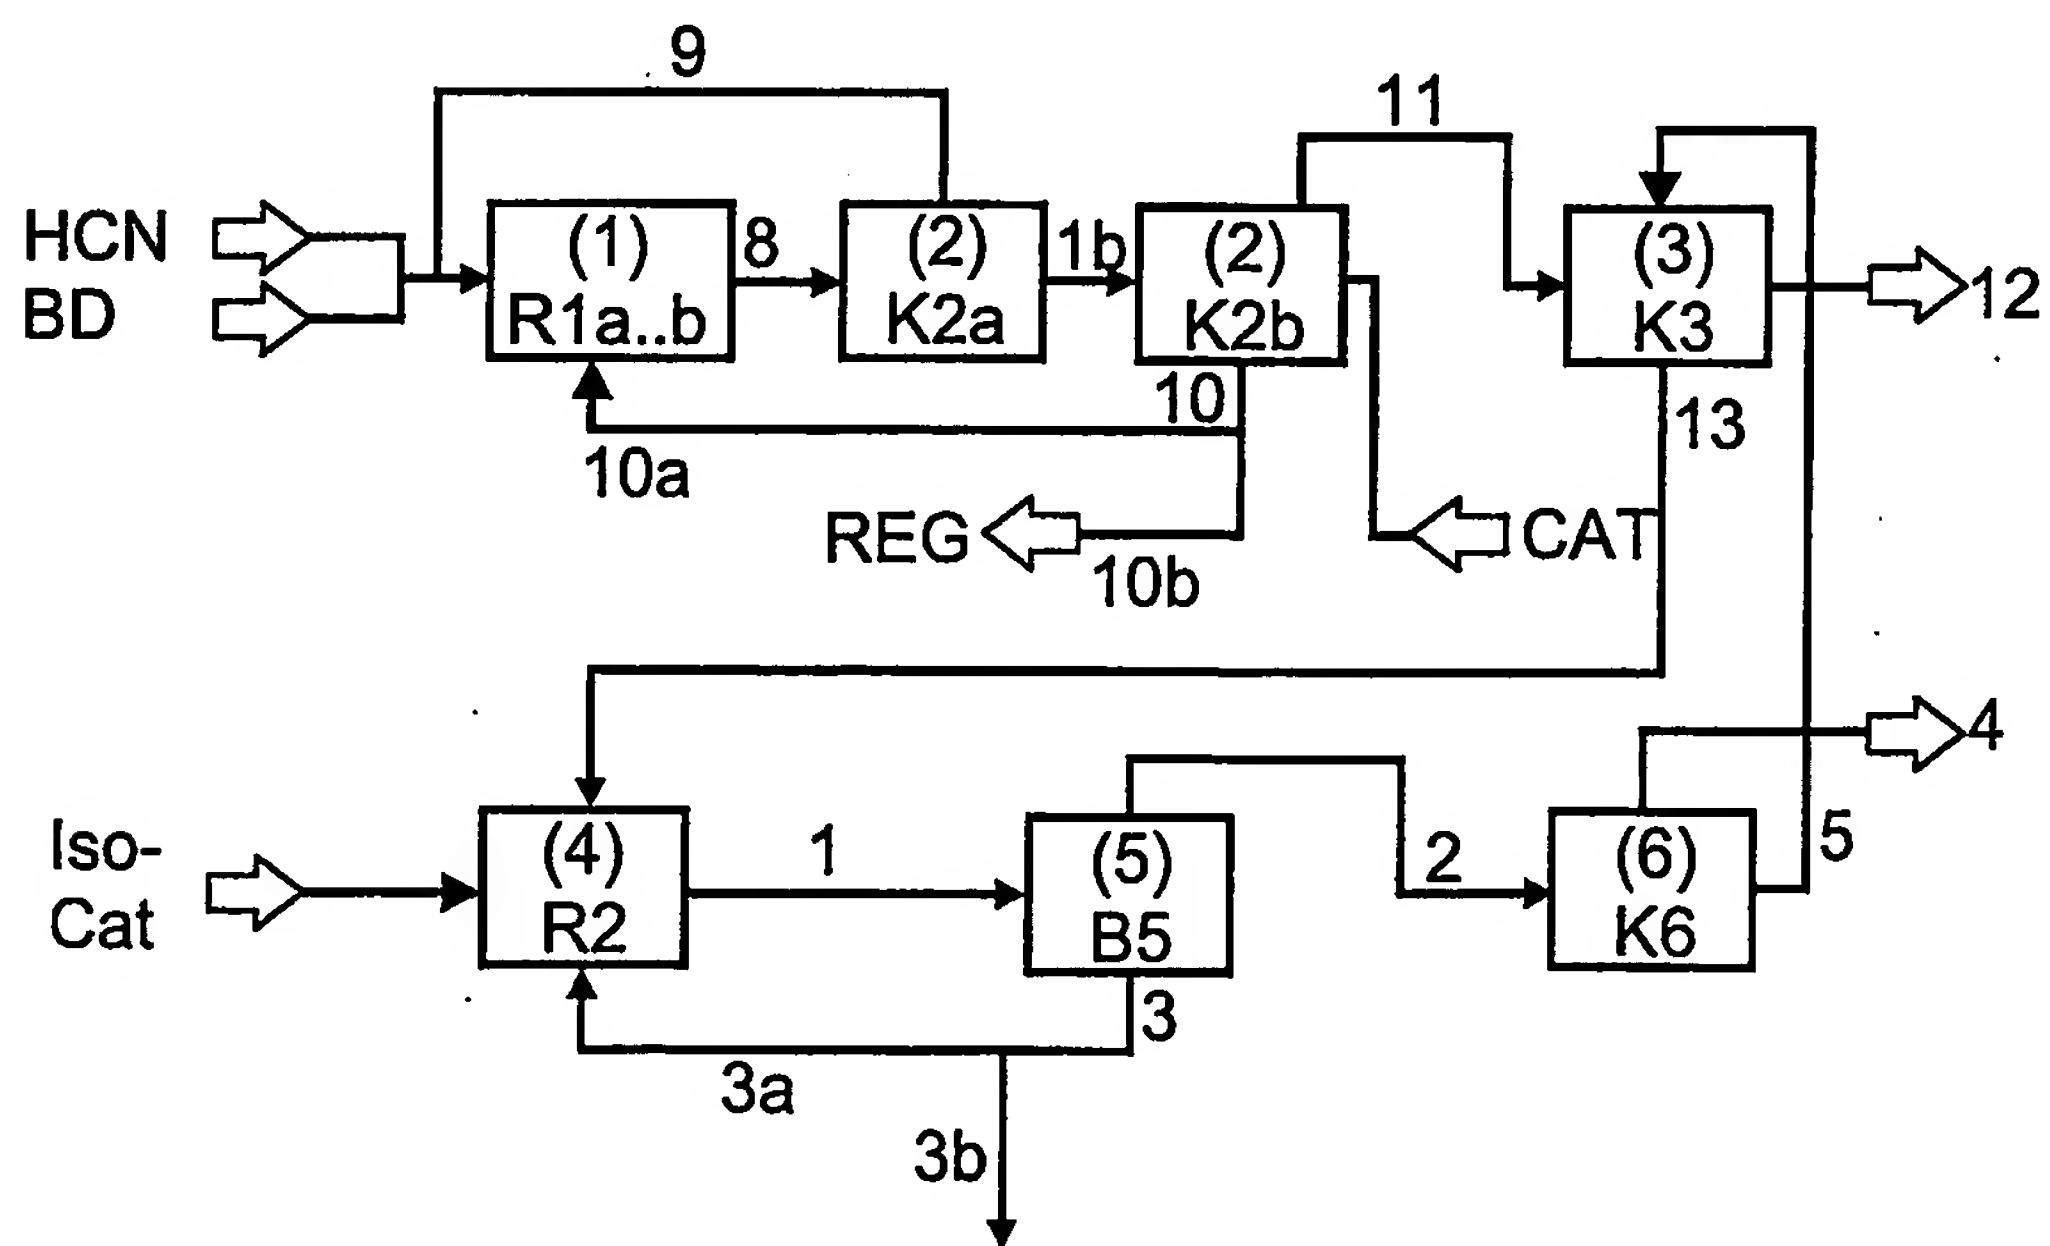 9
11
HCN
BD
(1)
R1a..b
8
(2)
K2a
1b
(2)
K2b
(3)
K3
12
10
13
10a
REG
10b
CAT
4
Iso-
Cat
(4)
R2
1
(5)
B5
2
(6)
K6
5
3
3a
3b